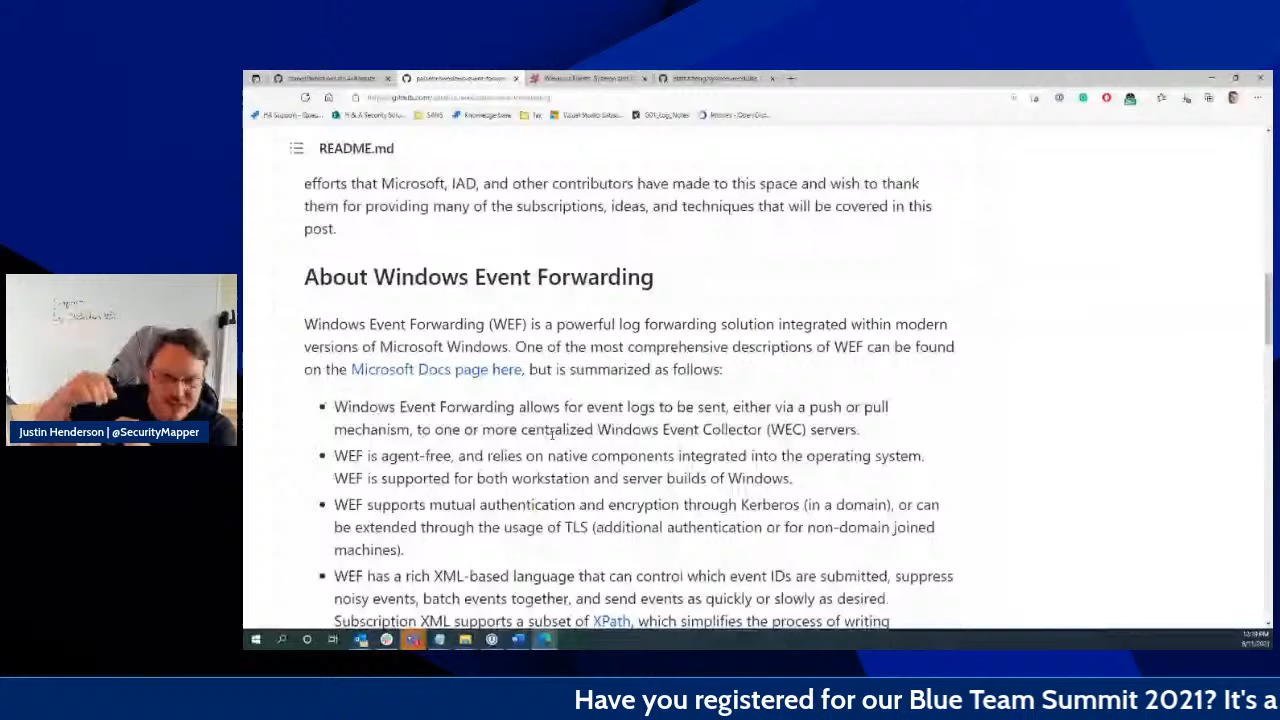 README.md
efforts that Microsoft, IAD, and other contributors have made to this space and wish to thank
them for providing many of the subscriptions, ideas, and techniques that will be covered in this
post.
About Windows Event Forwarding
Windows Event Forwarding (WEF) is a powerful log forwarding solution integrated within modern
versions of Microsoft Windows. One of the most comprehensive descriptions of WEF can be found
on the Microsoft Docs page here, but is summarized as follows:
Windows Event Forwarding allows for event logs to be sent, either via a push or pull
mechanism, to one or more centralized Windows Event Collector (WEC) servers.
WEF is agent-free, and relies on native components integrated into the operating system.
WEF is supported for both workstation and server builds of Windows.
WEF supports mutual authentication and encryption through Kerberos (in a domain), or can
be extended through the usage of TLS (additional authentication or for non-domain joined
machines).
WEF has a rich XML-based language that can control which event IDs are submitted, suppress
noisy events, batch events together, and send events as quickly or slowly as desired.
Subscription XML supports a subset of XPath, which simplifies the process of writing
Justin Henderson | @SecurityMapper
Have you registered for our Blue Team Summit 2021? It's a